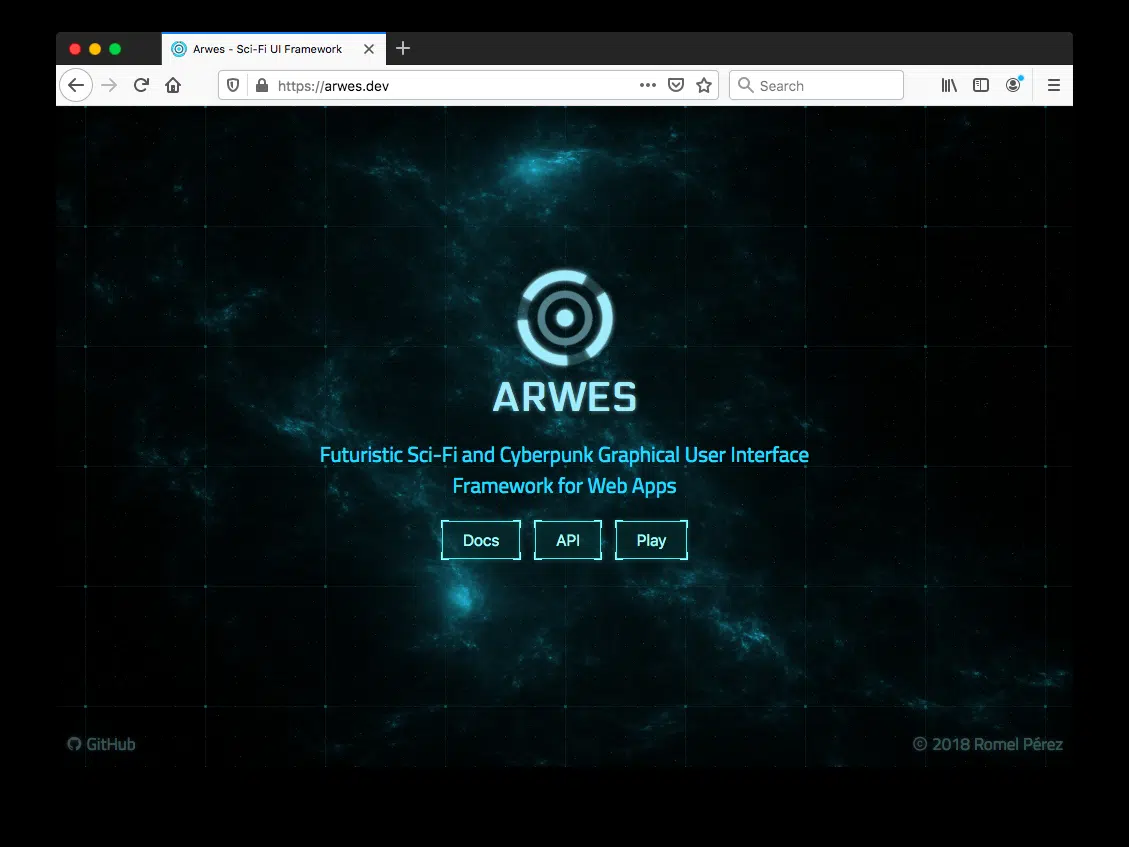 Arwes - Sci-Fi UI Framework
https://arwes.dev
Search
ARWES
Futuristic Sci-Fi and Cyberpunk Graphical User Interface
Framework for Web Apps
Docs
API
Play
GitHub
© 2018 Romel Pérez